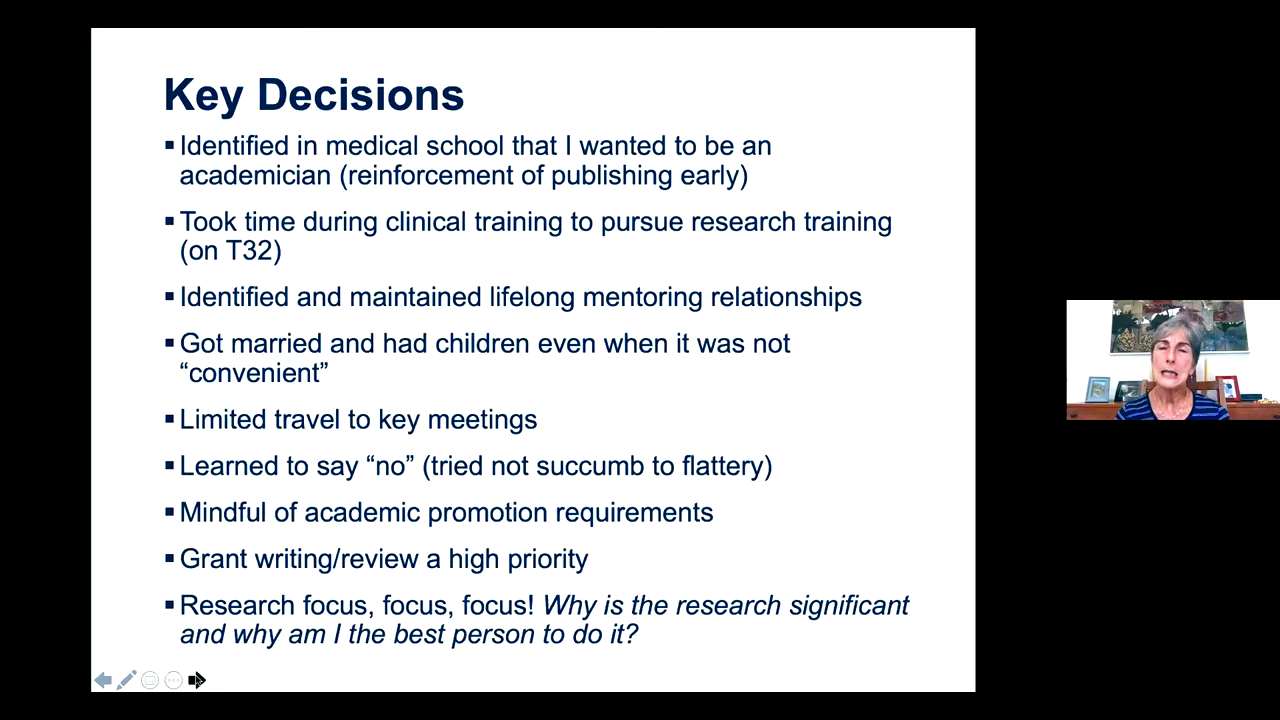 Key Decisions
▪ Identified in medical school that I wanted to be an
academician (reinforcement of publishing early)
▪ Took time during clinical training to pursue research training
(on T32)
▪ Identified and maintained lifelong mentoring relationships
▪ Got married and had children even when it was not
“convenient”
▪ Limited travel to key meetings
▪ Learned to say “no” (tried not succumb to flattery)
▪ Mindful of academic promotion requirements
▪ Grant writing/review a high priority
▪ Research focus, focus, focus! Why is the research significant
and why am I the best person to do it?